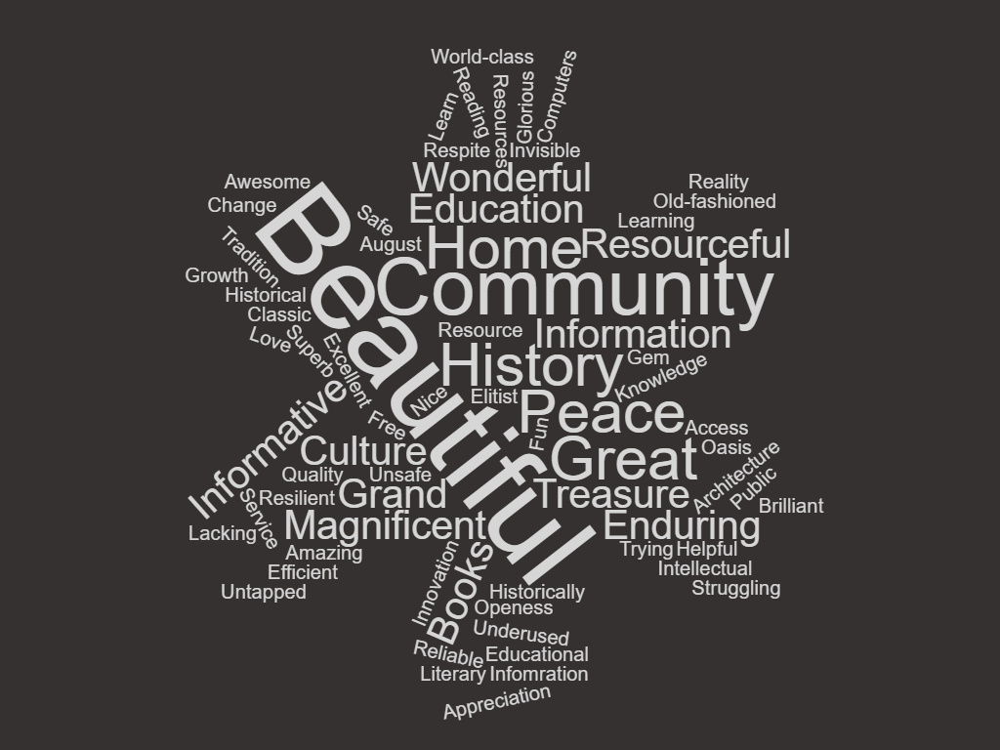 World-class
Computers
Learn
Reading
Resources
Glorious
Respite
Invisible
Wonderful
Awesome
Reality
Change
Safe
Education
Old-fashioned
Learning
Tradition
August
Home
Resourceful
Beautiful
Growth
Community
Historical
Classic
Love
Superb
Excellent
Resource
Information
History
Gem
Knowledge
Informative
Nice
Elitist
Peace
Free
Fun
Access
Culture
Great
Oasis
Architecture
Public
Quality
Unsafe
Service
Resilient
Grand
Treasure
Brilliant
Lacking
Magnificent
Enduring
Amazing
Trying
Helpful
Efficient
Intellectual
Untapped
Innovation
Books
Historically
Struggling
Openess
Underused
Reliable
Educational
Literary
Infomration
Appreciation